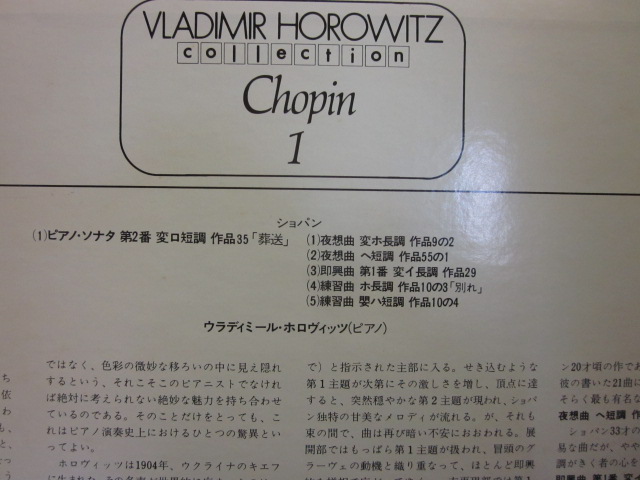 VLADIMIR HOROWITZ
collection
Chopin
1
ショパン
(1)ピアノ・ソナタ 第2番 変ロ短調 作品35「葬送」
(1)夜想曲 変ホ長調 作品9の2
(2)夜想曲 ヘ短調 作品55の1
(3)即興曲 第1番 変イ長調 作品29
(4)練習曲 ホ長調 作品10の3「別れ」
(5)練習曲 嬰ハ短調 作品10の4
ウラディミール・ホロヴィッツ(ピアノ)
ち
依
わ
も、
と、
ではなく、色彩の微妙な移ろいの中に見え隠れ
するという、それこそこのピアニストでなけれ
ば絶対に考えられない絶妙な魅力を持ち合わせ
ているのである。そのことだけをとっても、こ
れはピアノ演奏史上におけるひとつの驚異とい
ってよい。
ホロヴィッツは1904年、ウクライナのキエフ
で)と指示された主部に入る。せき込むような
第1主題が次第にその激しさを増し、頂点に達
すると、突然穏やかな第2主題が現われ、ショパ
ン独特の甘美なメロディが流れる。が、それも
束の間で、曲は再び暗い不安におおわれる。展
開部ではもっぱら第1主題が扱われ、冒頭のグ
ラーヴェの動機と織り重なって、ほとんど即興
ン20才頃の作であ
彼の書いた21曲
そらく最も有名な
夜想曲 ヘ短調 作
ショパン33才の
易な曲だが、や
調がきく者の心を